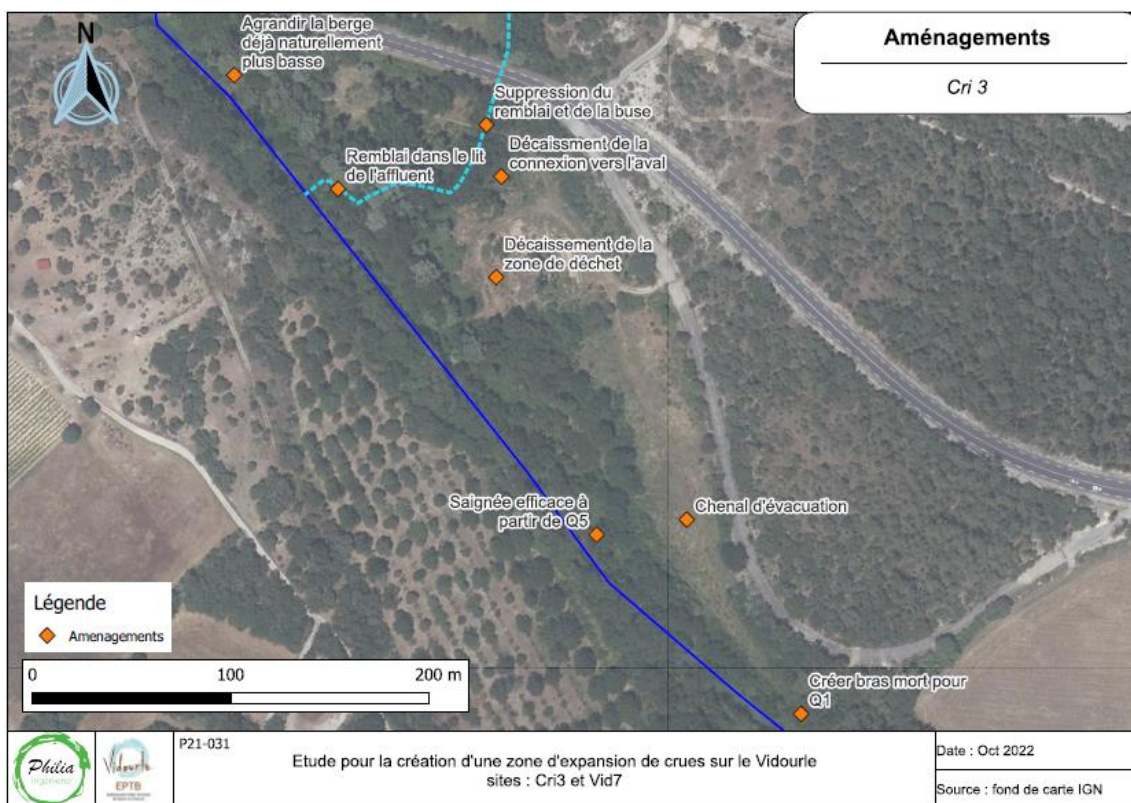 Aménagements
Cri 3
N
Agrandir la berge
déjà naturellement
plus basse
Suppression du
remblai et de la buse
Remblai dans le lit
de l'affluent
Décaissment de la
connexion vers l'aval
Décaissement de la
zone de déchet
Saignée efficace à
partir de Q5
Chenal d'évacuation
Créer bras mort pour
Q1
Légende
Amenagements
0 100 200 m
Philia
Ingénierie
Vidourle
EPTB
P21-031
Etude pour la création d'une zone d'expansion de crues sur le Vidourle
sites : Cri3 et Vid7
Date : Oct 2022
Source : fond de carte IGN